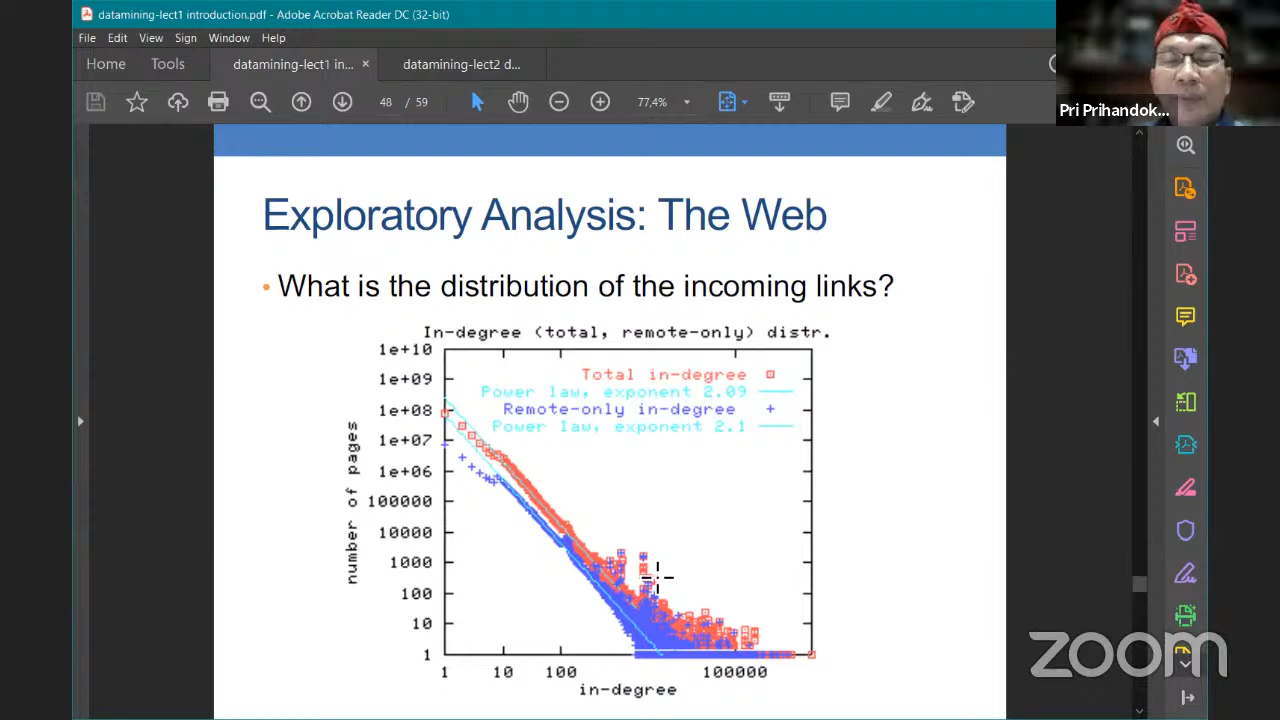 datamining-lect1 introduction.pdf - Adobe Acrobat Reader DC (32-bit)
File Edit View Sign Window Help
Home Tools datamining-lect1 in... × datamining-lect2 d...
48 / 59 77,4%
Pri Prihandok...
Exploratory Analysis: The Web
• What is the distribution of the incoming links?
In-degree (total, remote-only) distr.
Total in-degree
Power law, exponent 2.09
Remote-only in-degree
Power law, exponent 2.1
number of pages
1e+10
1e+09
1e+08
1e+07
1e+06
100000
10000
1000
100
10
1
1 10 100 100000
in-degree
zoom